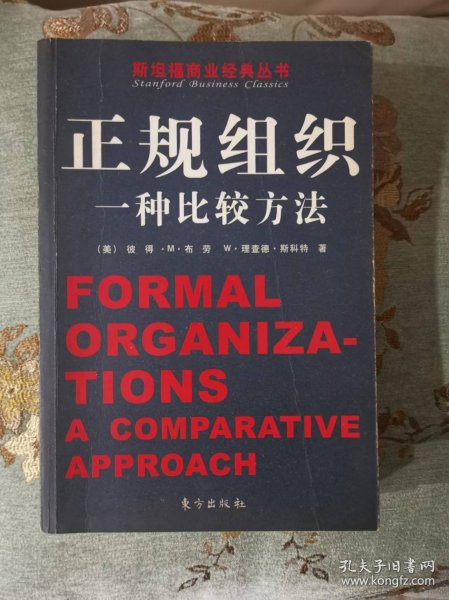 斯坦福商业经典丛书
Stanford Business Classics
正规组织
一种比较方法
(美) 彼得·M·布劳 W·理查德·斯科特 著
FORMAL
ORGANIZA-
TIONS
A COMPARATIVE
APPROACH
東方出版社
孔夫子旧书网
www.kongfz.com